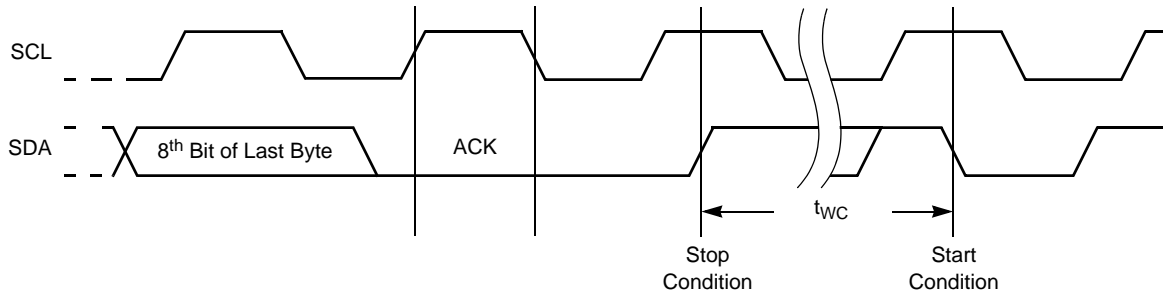 SCL
SDA
8th Bit of Last Byte
ACK
tWC
Stop
Condition
Start
Condition